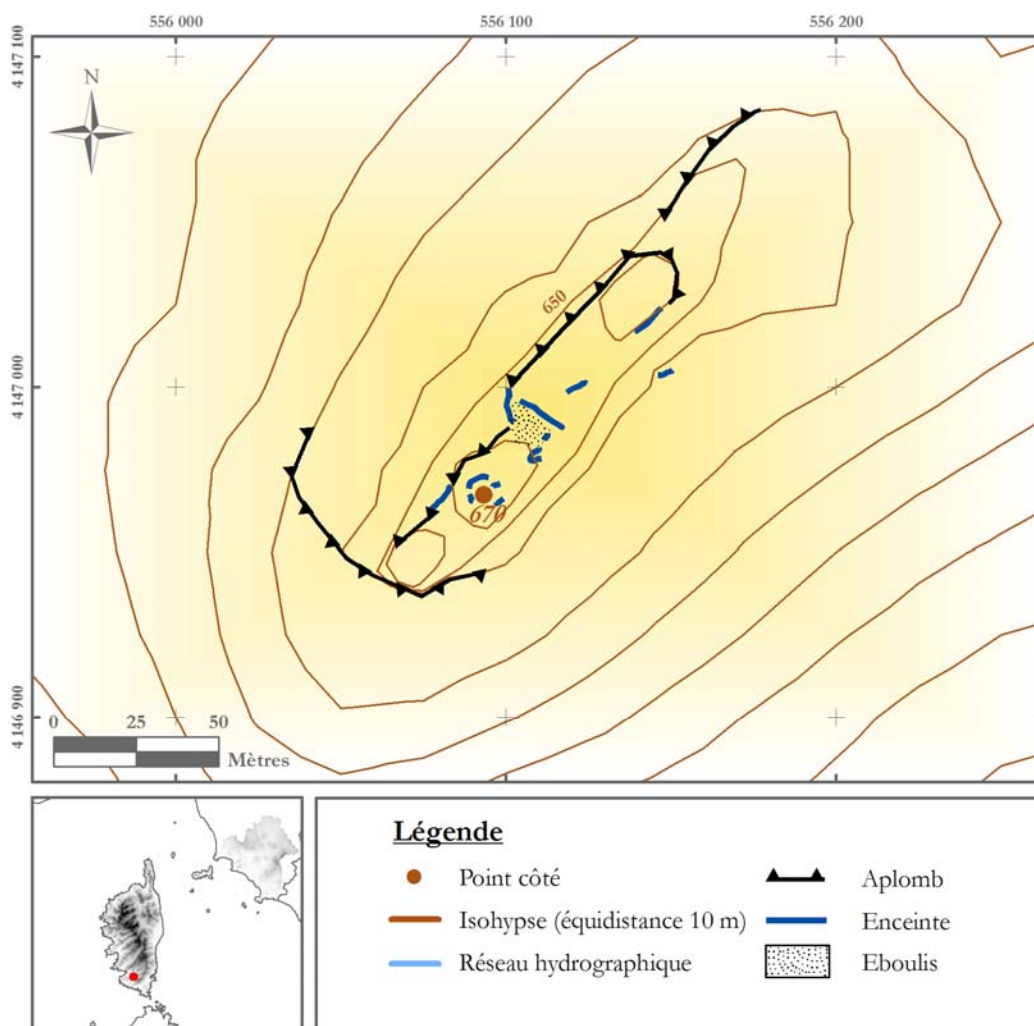 556 000 556 100 556 200
4 147 100
N
650
4 147 000
670
4 146 900
0 25 50
Mètres
Légende
Point côté
Aplomb
Isohypse (équidistance 10 m)
Enceinte
Réseau hydrographique
Eboulis